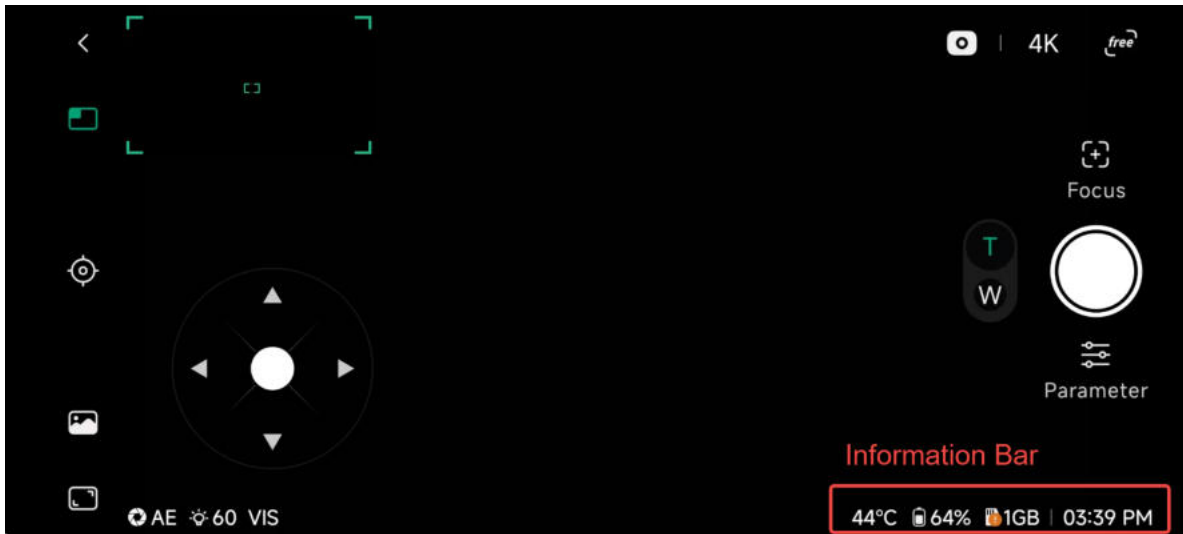 4K free
Focus
T
W
Parameter
Information Bar
AE 60 VIS
44°C 64% 1GB | 03:39 PM